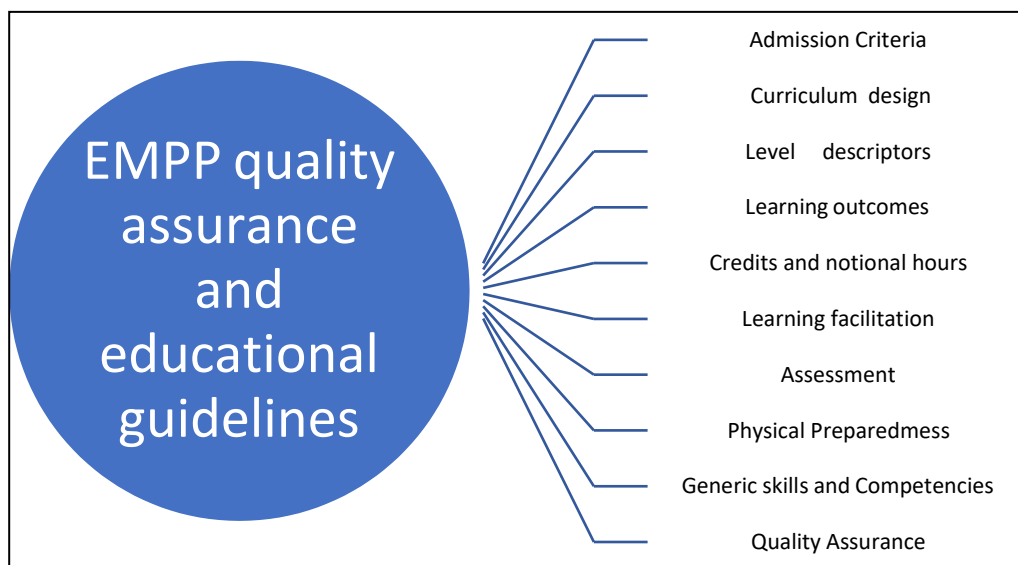 EMPP quality
assurance
and
educational
guidelines
Admission Criteria
Curriculum design
Level descriptors
Learning outcomes
Credits and notional hours
Learning facilitation
Assessment
Physical Preparedmess
Generic skills and Competencies
Quality Assurance